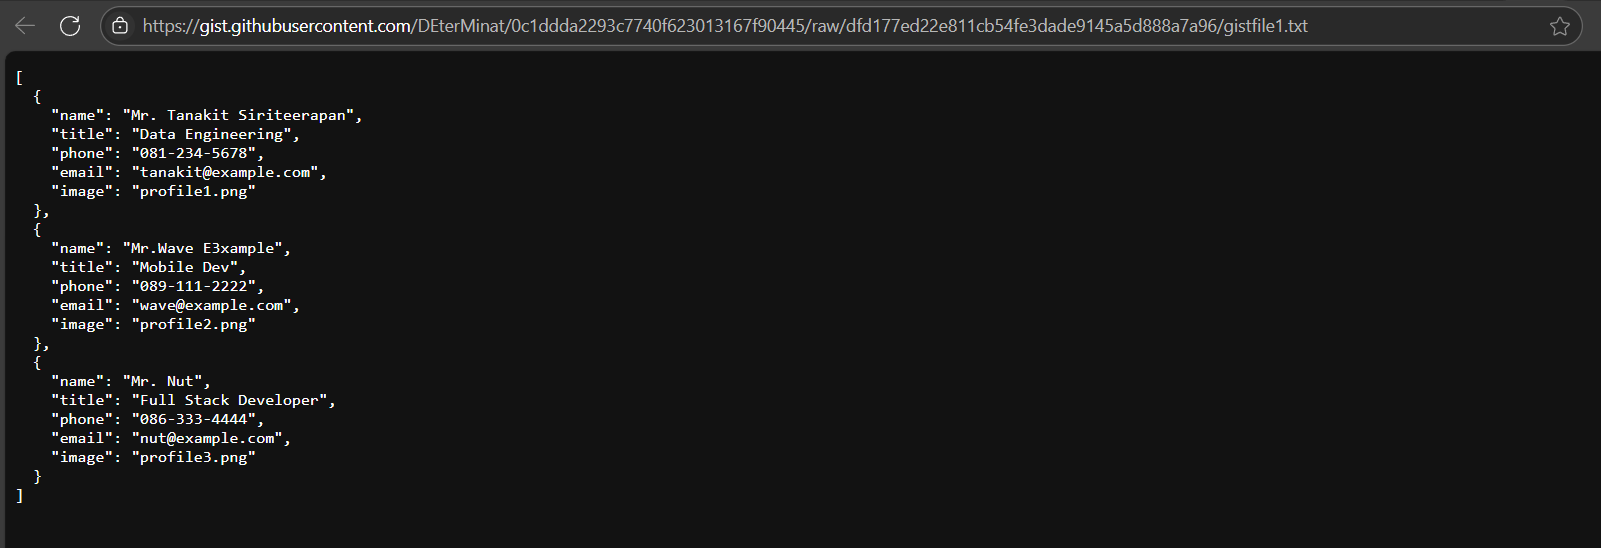 https://gist.githubusercontent.com/DEterMinat/0c1ddda2293c7740f623013167f90445/raw/dfd177ed22e811cb54fe3dade9145a5d888a7a96/gistfile1.txt
[
  {
    "name": "Mr. Tanakit Siriteerapan",
    "title": "Data Engineering",
    "phone": "081-234-5678",
    "email": "tanakit@example.com",
    "image": "profile1.png"
  },
  {
    "name": "Mr.Wave E3xample",
    "title": "Mobile Dev",
    "phone": "089-111-2222",
    "email": "wave@example.com",
    "image": "profile2.png"
  },
  {
    "name": "Mr. Nut",
    "title": "Full Stack Developer",
    "phone": "086-333-4444",
    "email": "nut@example.com",
    "image": "profile3.png"
  }
]